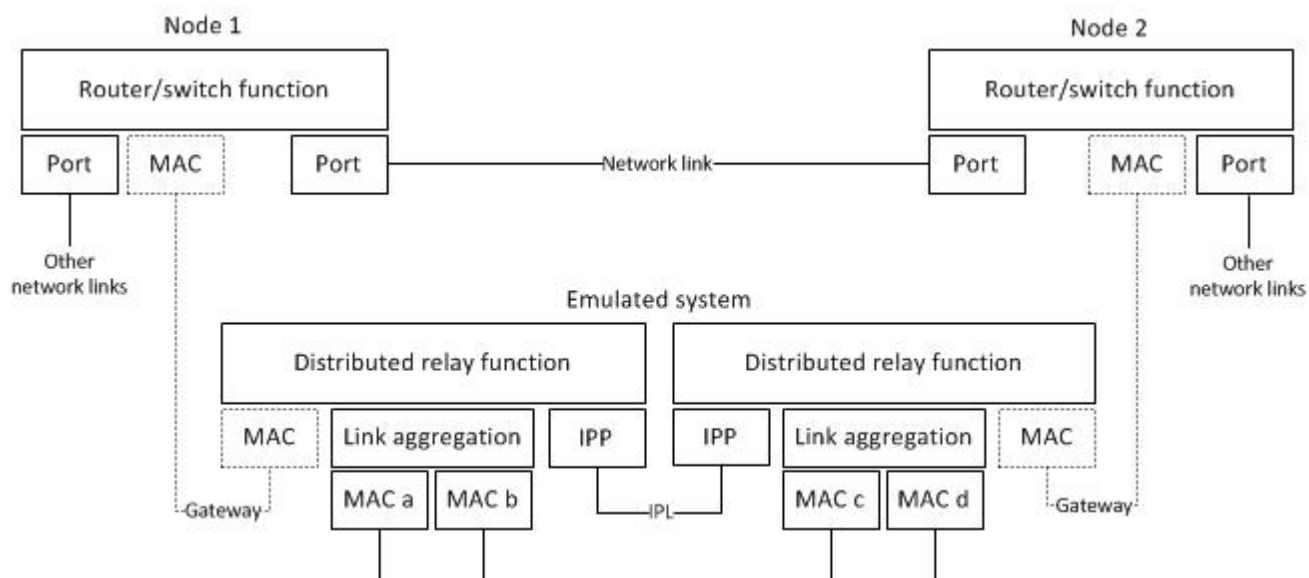 Node 1
Node 2
Router/switch function
Router/switch function
Port
MAC
Port
Network link
Port
MAC
Port
Other
network links
Other
network links
Emulated system
Distributed relay function
Distributed relay function
MAC
Link aggregation
IPP
IPP
Link aggregation
MAC
MAC a
MAC b
MAC c
MAC d
Gateway
IPL
Gateway